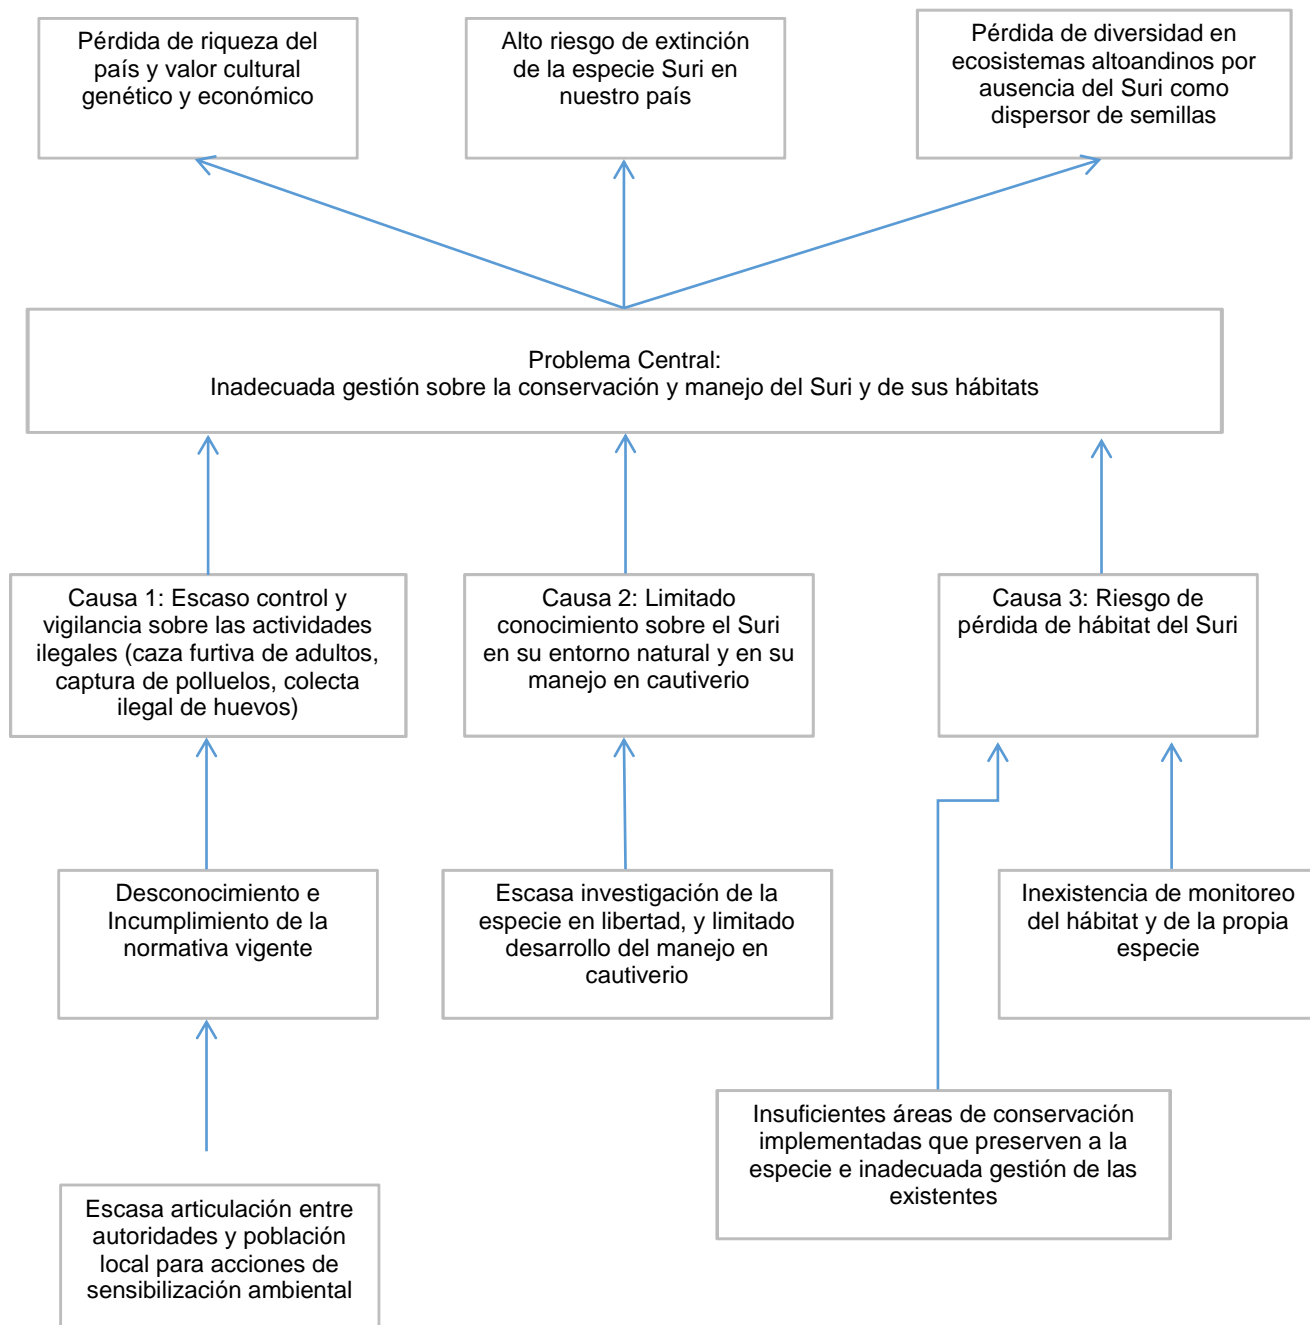 Pérdida de riqueza del
país y valor cultural
genético y económico
Alto riesgo de extinción
de la especie Suri en
nuestro país
Pérdida de diversidad en
ecosistemas altoandinos por
ausencia del Suri como
dispersor de semillas
Problema Central:
Inadecuada gestión sobre la conservación y manejo del Suri y de sus hábitats
Causa 1: Escaso control y
vigilancia sobre las actividades
ilegales (caza furtiva de adultos,
captura de polluelos, colecta
ilegal de huevos)
Causa 2: Limitado
conocimiento sobre el Suri
en su entorno natural y en su
manejo en cautiverio
Causa 3: Riesgo de
pérdida de hábitat del Suri
Desconocimiento e
Incumplimiento de la
normativa vigente
Escasa investigación de la
especie en libertad, y limitado
desarrollo del manejo en
cautiverio
Inexistencia de monitoreo
del hábitat y de la propia
especie
Insuficientes áreas de conservación
implementadas que preserven a la
especie e inadecuada gestión de las
existentes
Escasa articulación entre
autoridades y población
local para acciones de
sensibilización ambiental